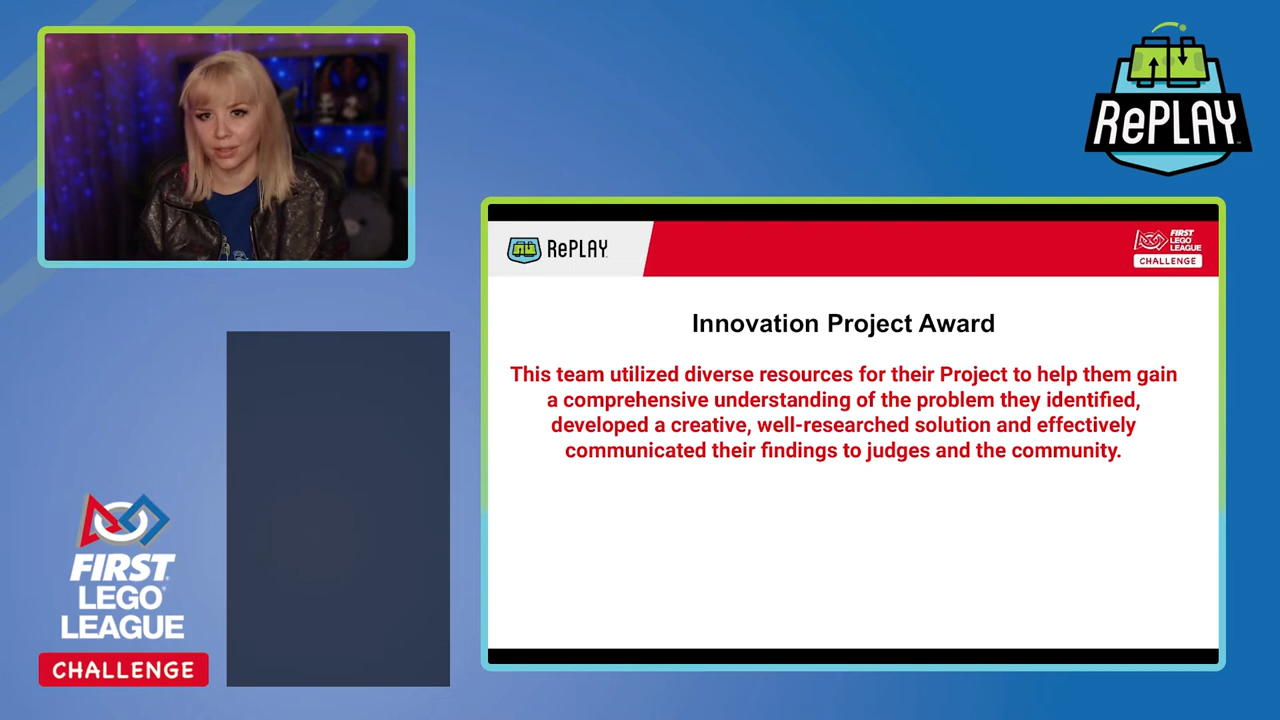 RePLAY
RePLAY
FIRST
LEGO
LEAGUE
CHALLENGE
Innovation Project Award
This team utilized diverse resources for their Project to help them gain
a comprehensive understanding of the problem they identified,
developed a creative, well-researched solution and effectively
communicated their findings to judges and the community.
FIRST
LEGO
LEAGUE
CHALLENGE